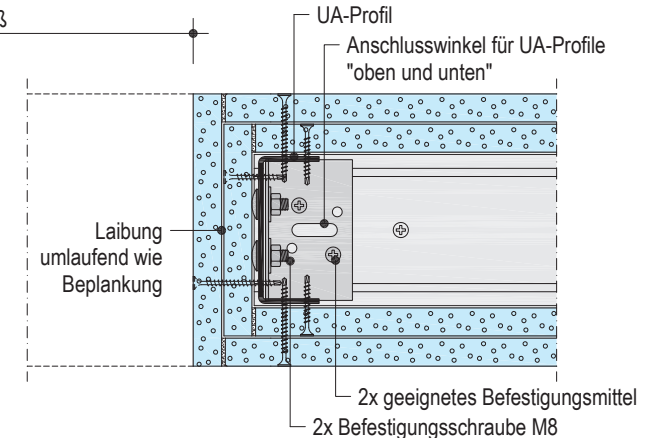 ß
UA-Profil
Anschlusswinkel für UA-Profile
"oben und unten"
Laibung
umlaufend wie
Beplankung
2x geeignetes Befestigungsmittel
2x Befestigungsschraube M8